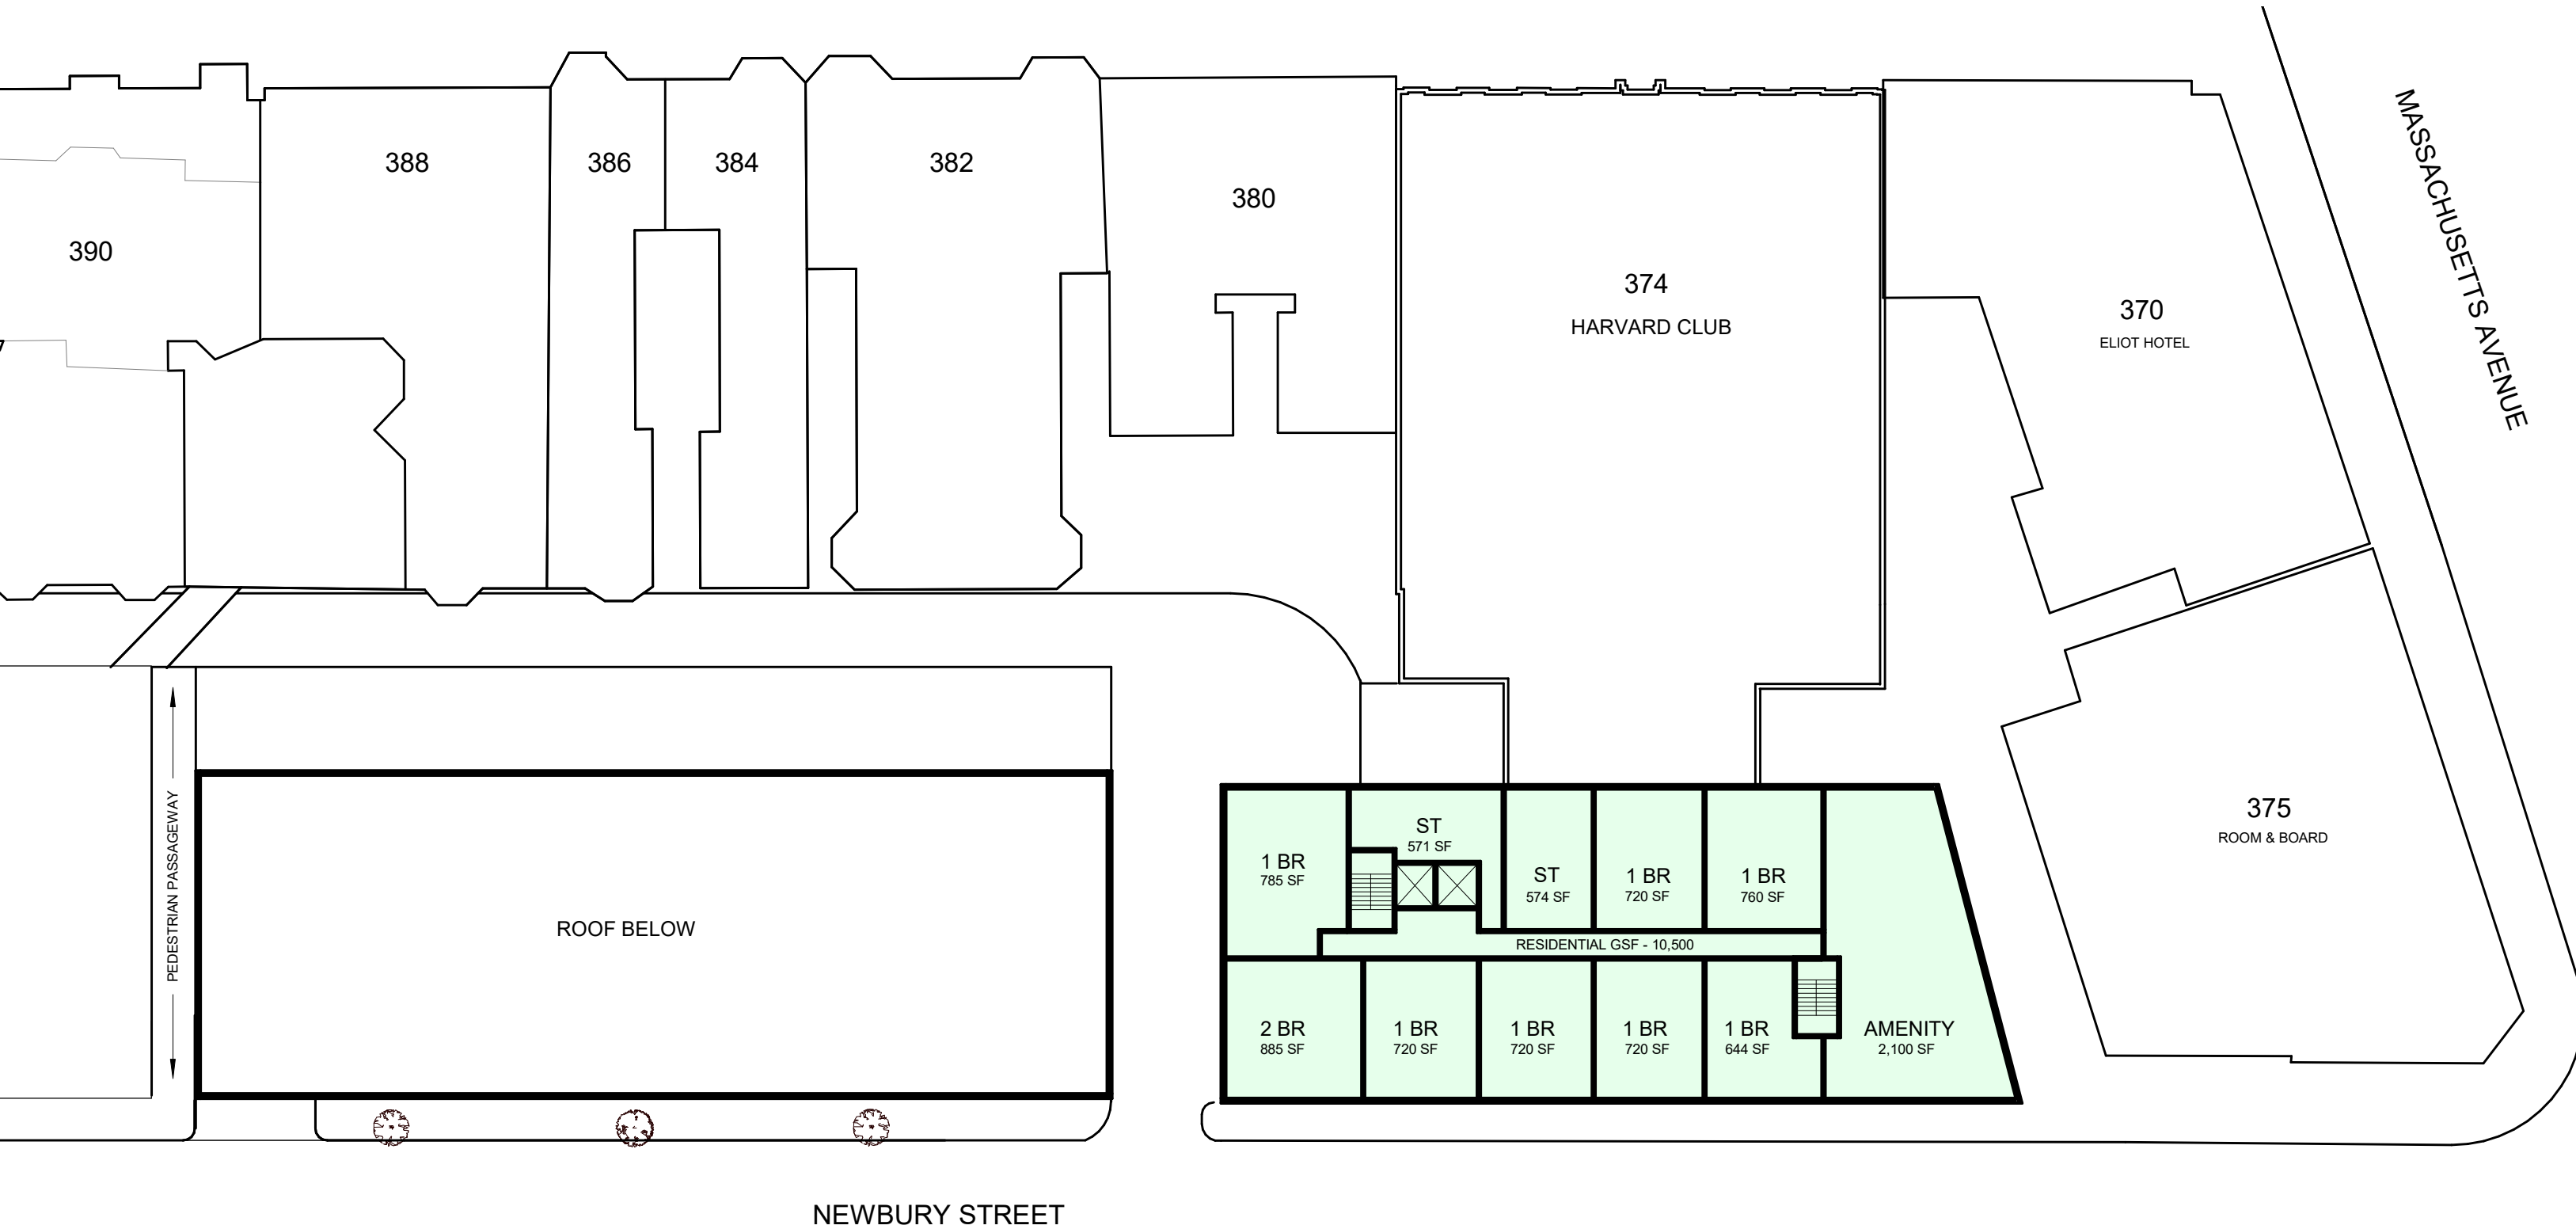 388
386
384
382
380
390
374
HARVARD CLUB
370
ELIOT HOTEL
MASSACHUSETTS AVENUE
375
ROOM & BOARD
PEDESTRIAN PASSAGEWAY
ROOF BELOW
1 BR
785 SF
ST
571 SF
ST
574 SF
1 BR
720 SF
1 BR
760 SF
RESIDENTIAL GSF - 10,500
2 BR
885 SF
1 BR
720 SF
1 BR
720 SF
1 BR
720 SF
1 BR
644 SF
AMENITY
2,100 SF
NEWBURY STREET